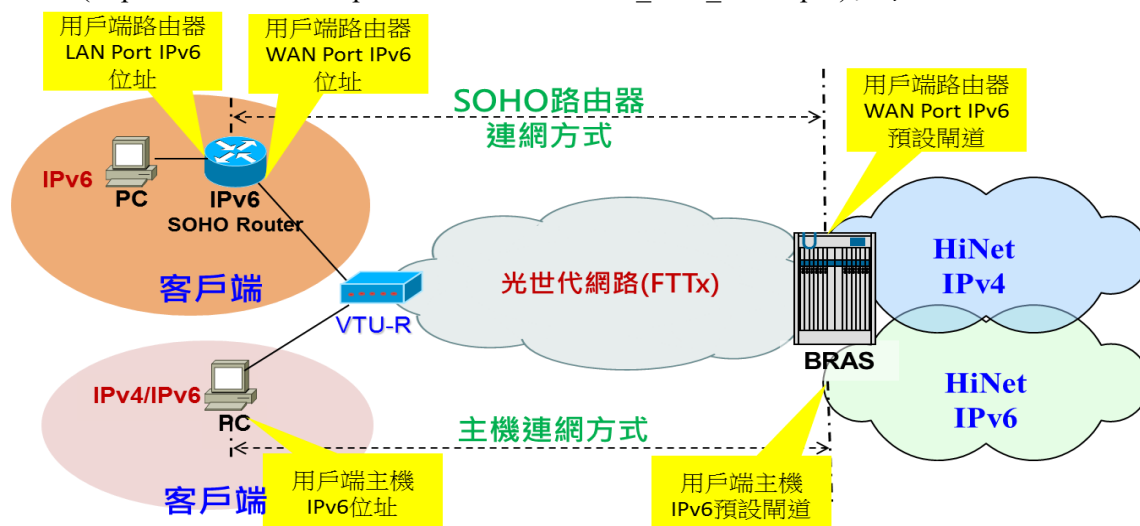 用戶端路由器
LAN Port IPv6
位址
用戶端路由器
WAN Port IPv6
位址
用戶端路由器
WAN Port IPv6
預設閘道
SOHO路由器
連網方式
IPv6
PC
IPv6
SOHO Router
客戶端
VTU-R
光世代網路(FTTx)
HiNet
IPv4
BRAS
IPv4/IPv6
PC
主機連網方式
HiNet
IPv6
客戶端
用戶端主機
IPv6位址
用戶端主機
IPv6預設閘道